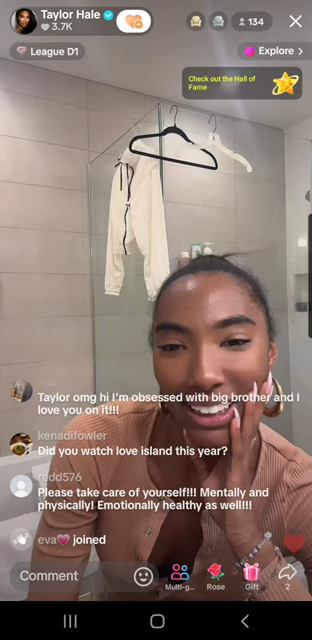 Taylor Hale
3.7K
134
League D1
Explore >
Check out the Hall of
Fame
Taylor omg hi I'm obsessed with big brother and I
love you on it!!!
kenadifowler
Did you watch love island this year?
redd576
Please take care of yourself!!! Mentally and
physically! Emotionally healthy as well!!!
eva💗 joined
Comment
Multi-g...
Rose
Gift
2